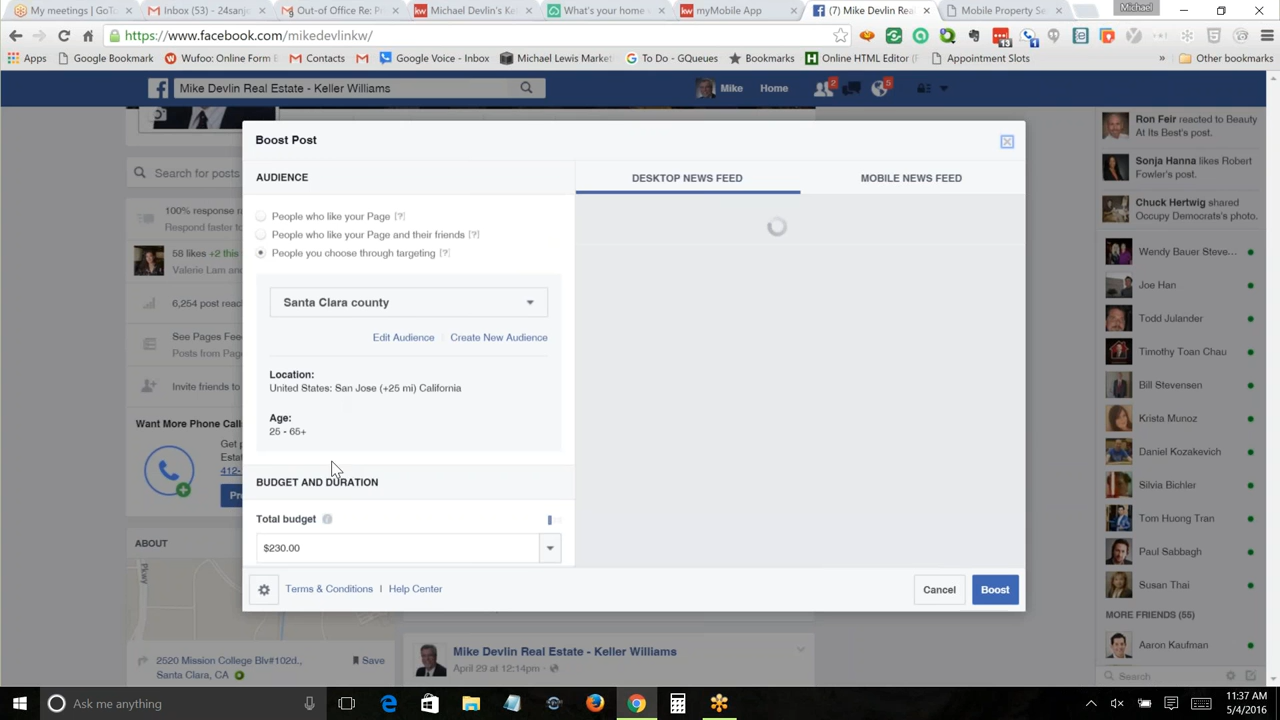 My meetings | GoTo
Inbox (53) - 24sanje
Out-of Office Re: Pr
Michael Devlin's Ke
What's your home v
myMobile App
(7) Mike Devlin Real
Mobile Property Se
Michael
https://www.facebook.com/mikedevlinkw/
13
Apps
Google Bookmark
Wufoo: Online Form
Contacts
Google Voice - Inbox
Michael Lewis Market
To Do - GQueues
Bookmarks
Online HTML Editor
Appointment Slots
»
Other bookmarks
Mike Devlin Real Estate - Keller Williams
Mike
Home
2
5
Boost Post
AUDIENCE
DESKTOP NEWS FEED
MOBILE NEWS FEED
People who like your Page [?]
People who like your Page and their friends [?]
People you choose through targeting [?]
Santa Clara county
Edit Audience
Create New Audience
Location:
United States: San Jose (+25 mi) California
Age:
25 - 65+
BUDGET AND DURATION
Total budget
$230.00
Terms & Conditions | Help Center
Cancel
Boost
Search for posts
100% response ra
Respond faster to
58 likes +2 this
Valerie Lam and
6,254 post reac
See Pages Feed
Posts from Pag
Invite friends to
Want More Phone Call
Get p
Estat
412-
Pr
ABOUT
2520 Mission College Blv#102d.,
Santa Clara, CA
Save
Mike Devlin Real Estate - Keller Williams
April 29 at 12:14pm
Ron Feir reacted to Beauty
At Its Best's post.
Sonja Hanna likes Robert
Fowler's post.
Chuck Hertwig shared
Occupy Democrats's photo.
Wendy Bauer Steve...
Joe Han
Todd Julander
Timothy Toan Chau
Bill Stevensen
Krista Munoz
Daniel Kozakevich
Silvia Bichler
Tom Huong Tran
Paul Sabbagh
Susan Thai
MORE FRIENDS (55)
Aaron Kaufman
Search
Ask me anything
11:37 AM
5/4/2016